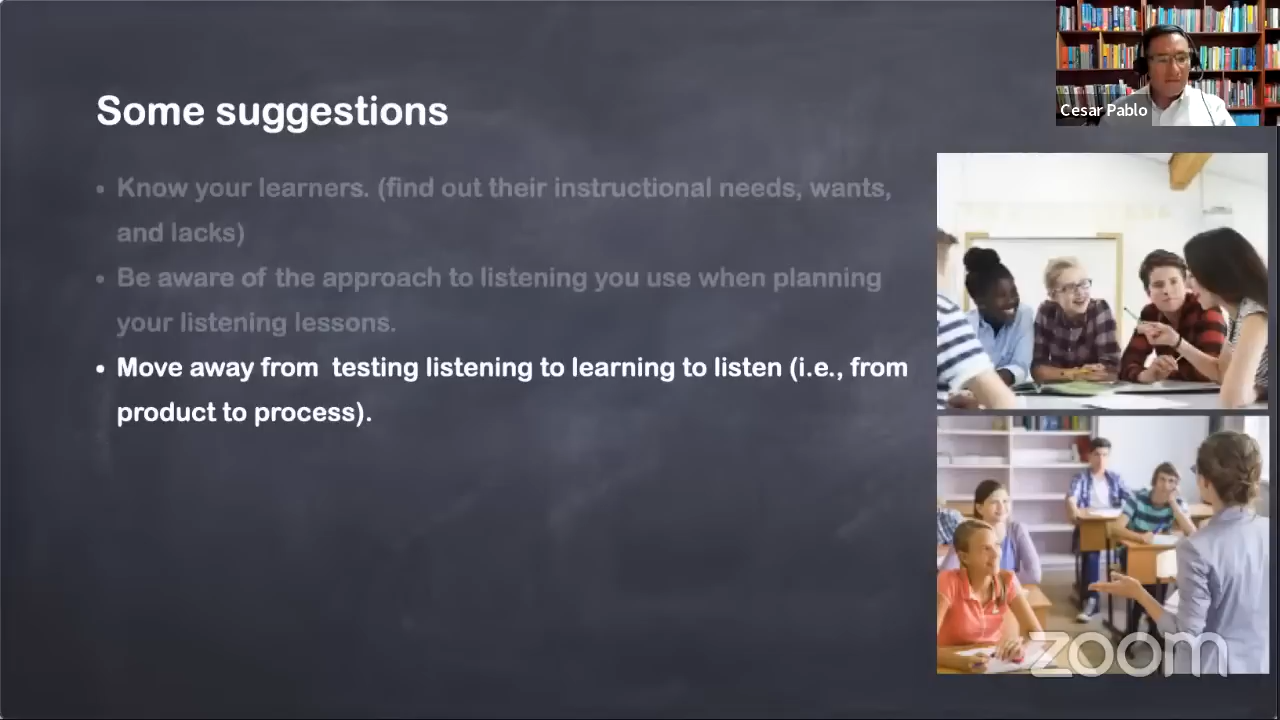 Some suggestions
Cesar Pablo
• Know your learners. (find out their instructional needs, wants,
and lacks)
• Be aware of the approach to listening you use when planning
your listening lessons.
• Move away from  testing listening to learning to listen (i.e., from
product to process).
zoom